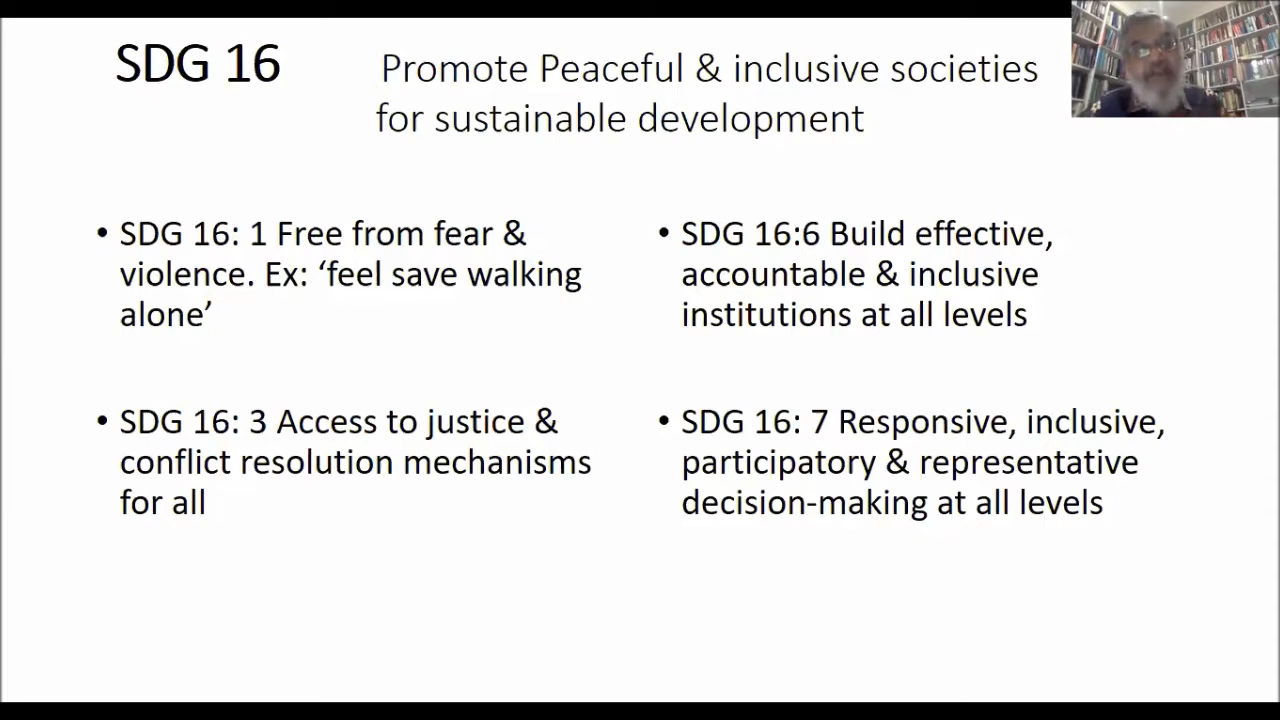 SDG 16 Promote Peaceful & inclusive societies
for sustainable development
• SDG 16: 1 Free from fear &
violence. Ex: ‘feel save walking
alone’
• SDG 16: 3 Access to justice &
conflict resolution mechanisms
for all
• SDG 16:6 Build effective,
accountable & inclusive
institutions at all levels
• SDG 16: 7 Responsive, inclusive,
participatory & representative
decision-making at all levels